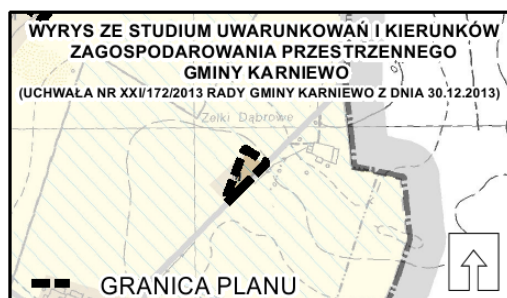 WYRYS ZE STUDIUM UWARUNKOWAŃ I KIERUNKÓW
ZAGOSPODAROWANIA PRZESTRZENNEGO
GMINY KARNIEWO
(UCHWAŁA NR XXI/172/2013 RADY GMINY KARNIEWO Z DNIA 30.12.2013)
Zelki Dąbrowe
GRANICA PLANU